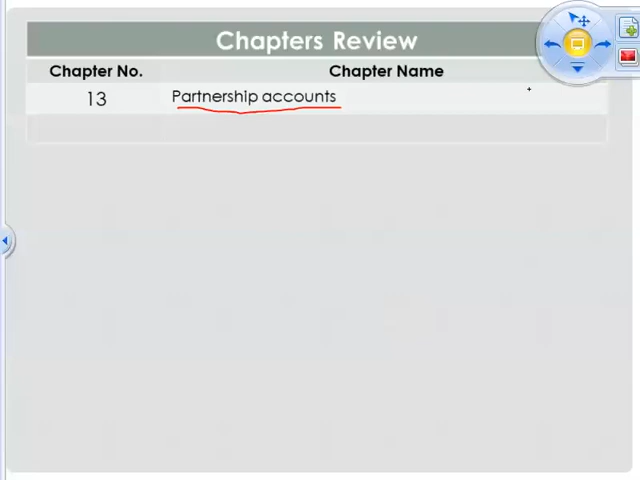 Chapters Review
Chapter No. Chapter Name
13 Partnership accounts